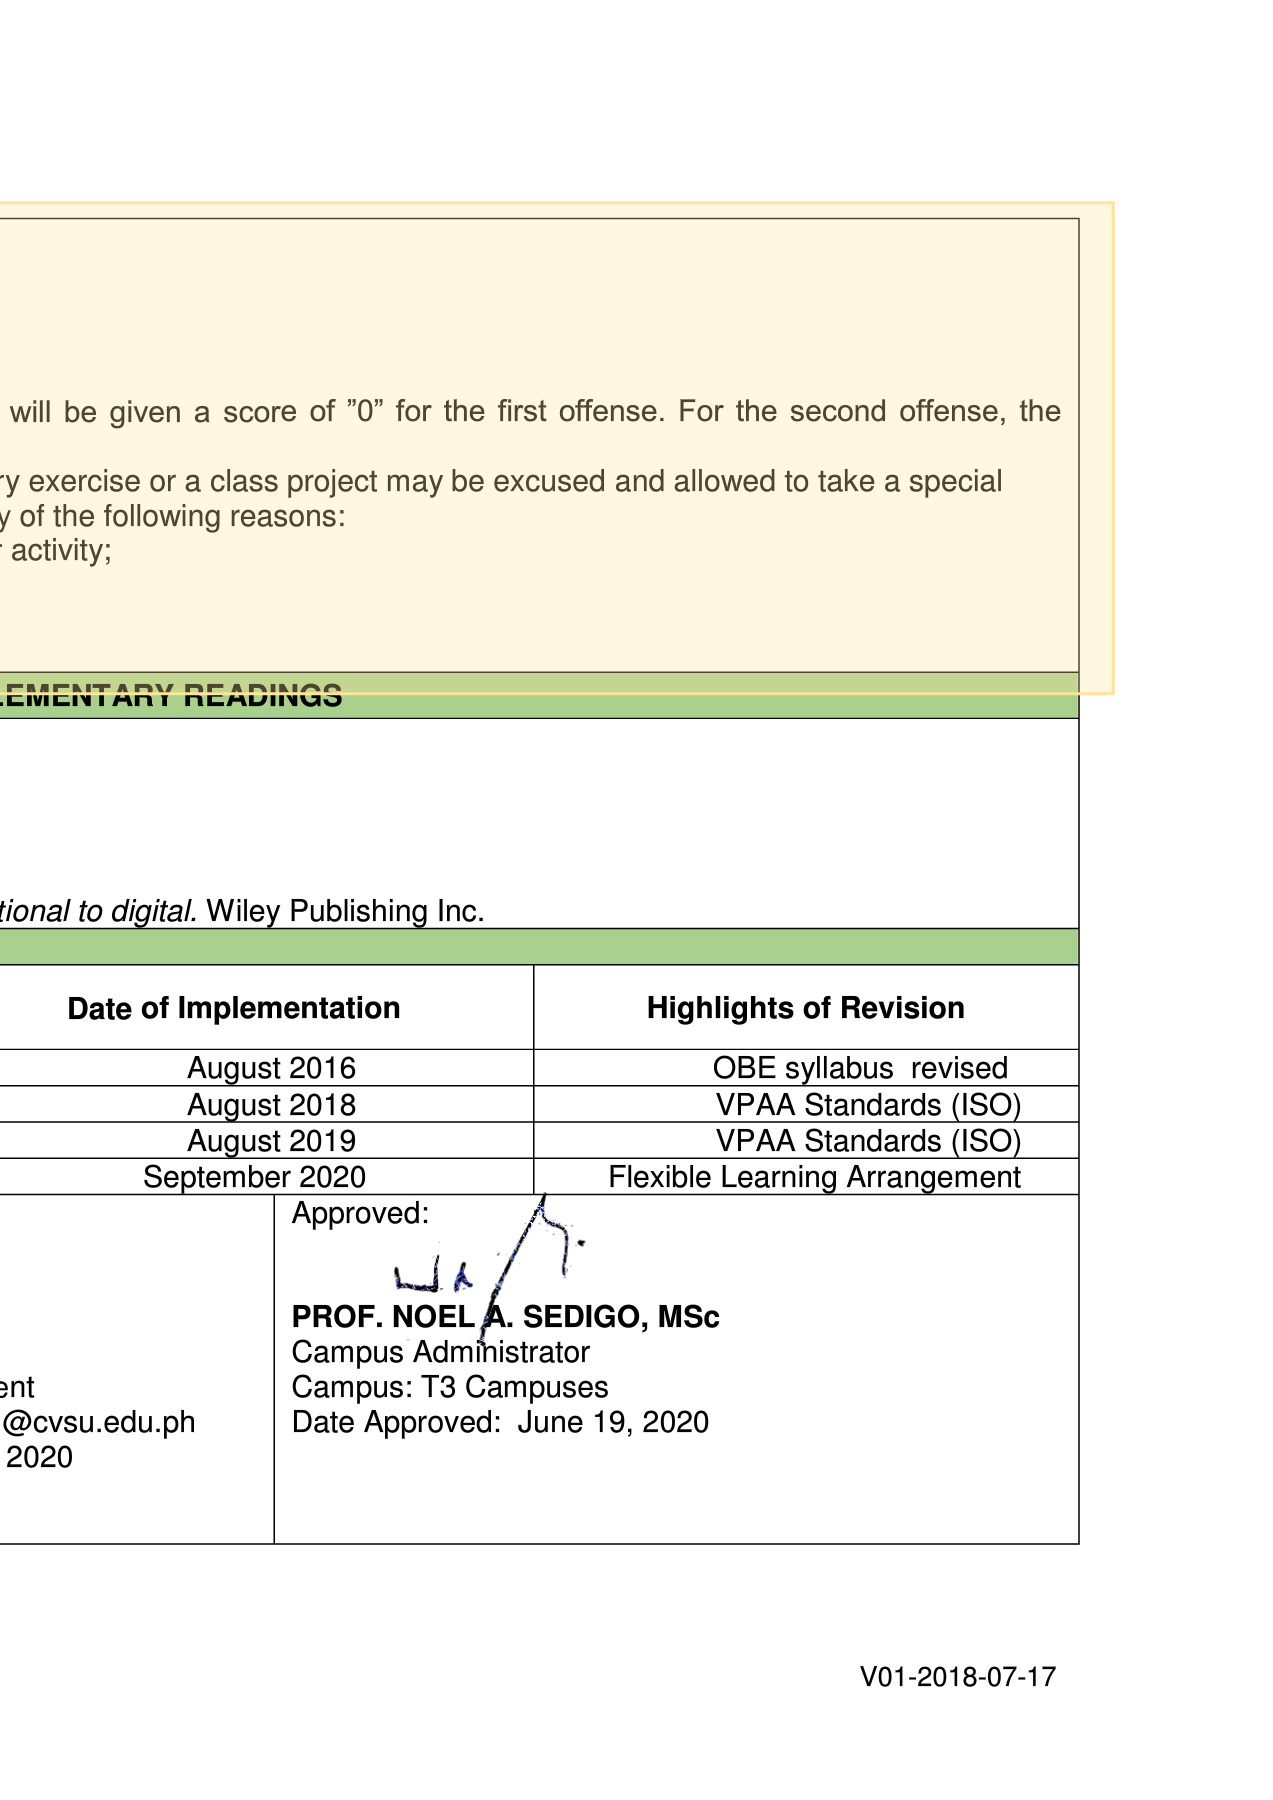 will be given a score of ”0” for the first offense. For the second offense, the
ry exercise or a class project may be excused and allowed to take a special
y of the following reasons:
r activity;
LEMENTARY READINGS
tional to digital. Wiley Publishing Inc.
Date of Implementation Highlights of Revision
August 2016 OBE syllabus revised
August 2018 VPAA Standards (ISO)
August 2019 VPAA Standards (ISO)
September 2020 Flexible Learning Arrangement
Approved:
PROF. NOEL A. SEDIGO, MSc
Campus Administrator
ent Campus: T3 Campuses
@cvsu.edu.ph Date Approved: June 19, 2020
2020
V01-2018-07-17